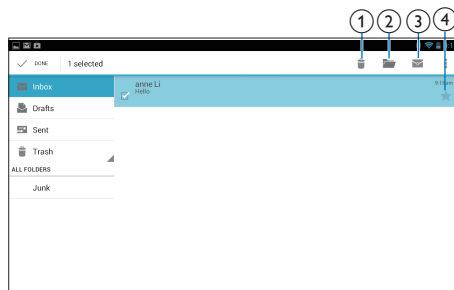 1 2 3 4
DONE 1 selected
Inbox
anne Li
Hello
Drafts
Sent
Trash
ALL FOLDERS
Junk